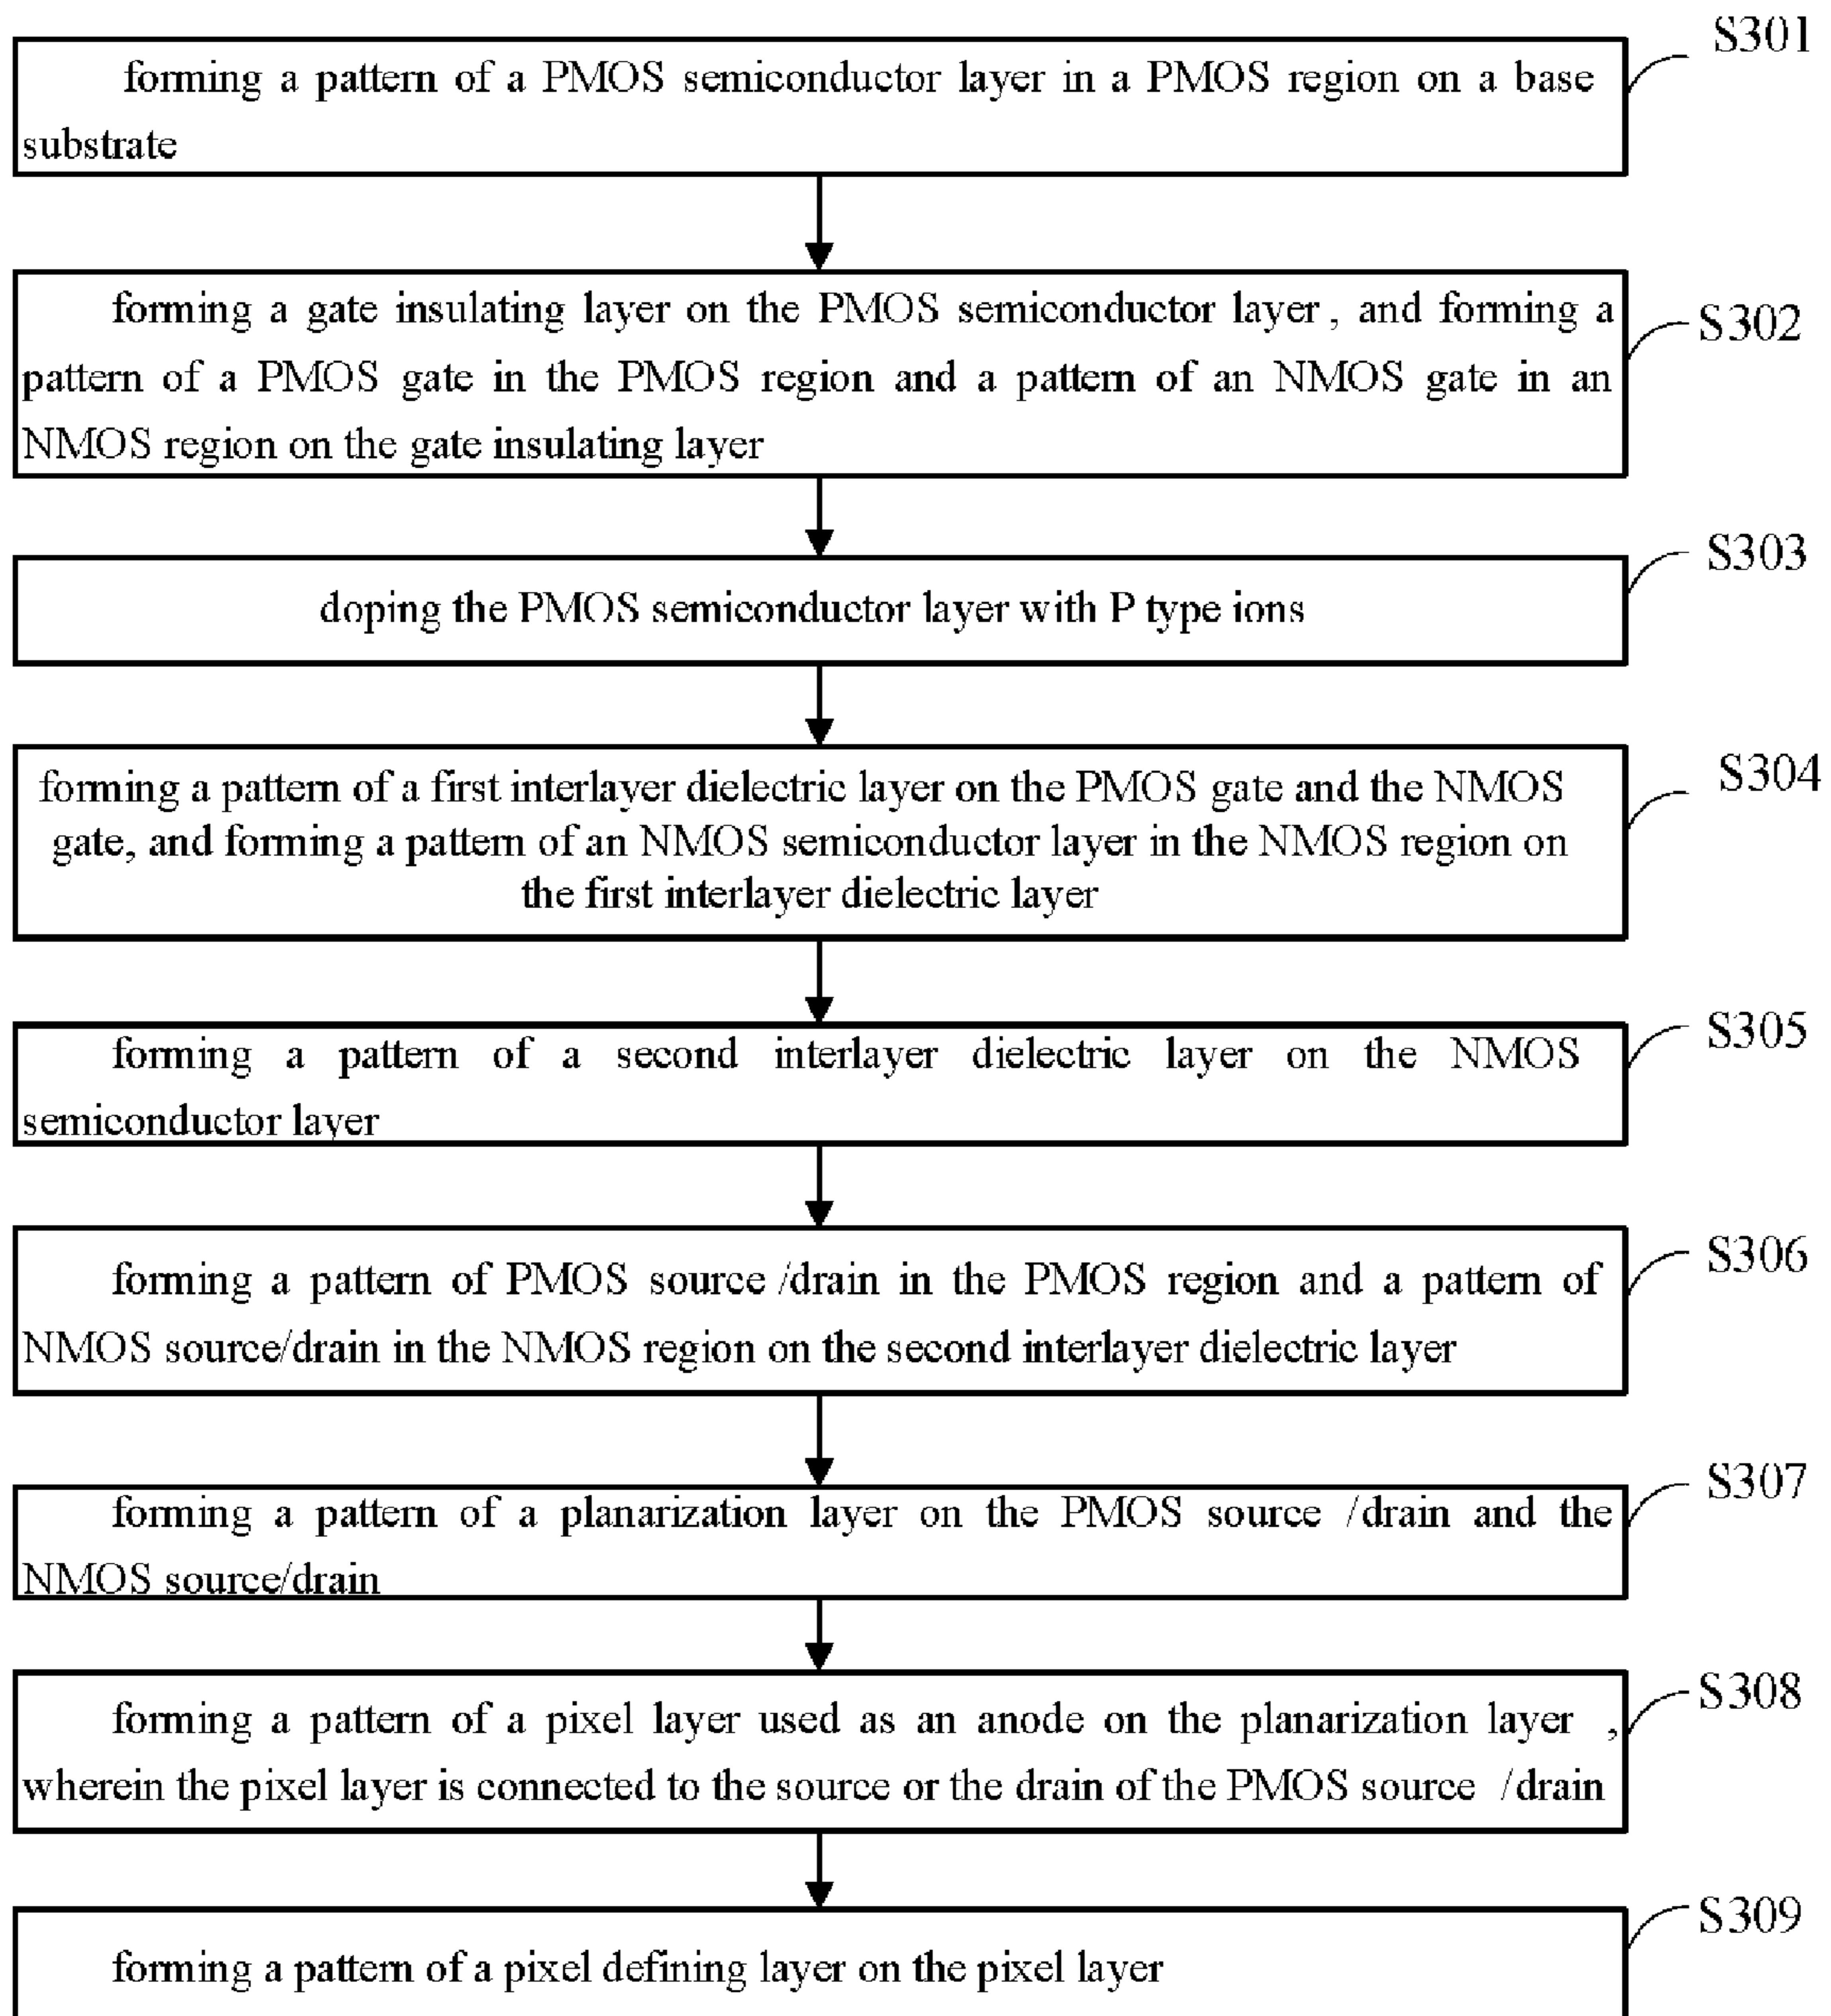 S301
forming a pattern of a PMOS semiconductor layer in a PMOS region on a base
substrate
forming a gate insulating layer on the PMOS semiconductor layer , and forming a
S302
pattern of a PMOS gate in the PMOS region and a pattern of an NMOS gate in an
NMOS region on the gate insulating layer
S303
doping the PMOS semiconductor layer with P type ions
S304
forming a pattern of a first interlayer dielectric layer on the PMOS gate and the NMOS
gate, and forming a pattern of an NMOS semiconductor layer in the NMOS region on
the first interlayer dielectric layer
S305
forming a pattern of a second interlayer dielectric layer on the NMOS
semiconductor layer
S306
forming a pattern of PMOS source /drain in the PMOS region and a pattern of
NMOS source/drain in the NMOS region on the second interlayer dielectric layer
S307
forming a pattern of a planarization layer on the PMOS source /drain and the
NMOS source/drain
S308
forming a pattern of a pixel layer used as an anode on the planarization layer ,
wherein the pixel layer is connected to the source or the drain of the PMOS source /drain
S309
forming a pattern of a pixel defining layer on the pixel layer